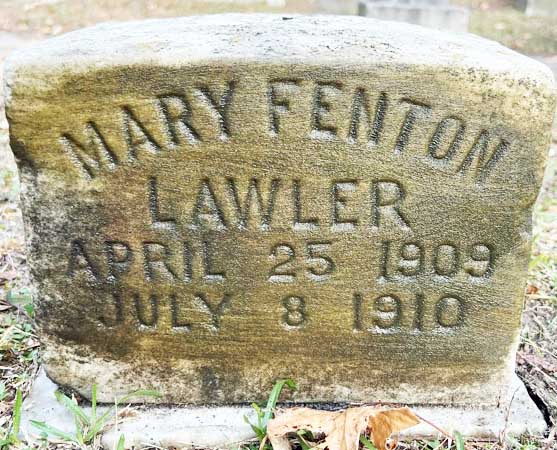 MARY FENTON
LAWLER
APRIL 25 1909
JULY 8 1910